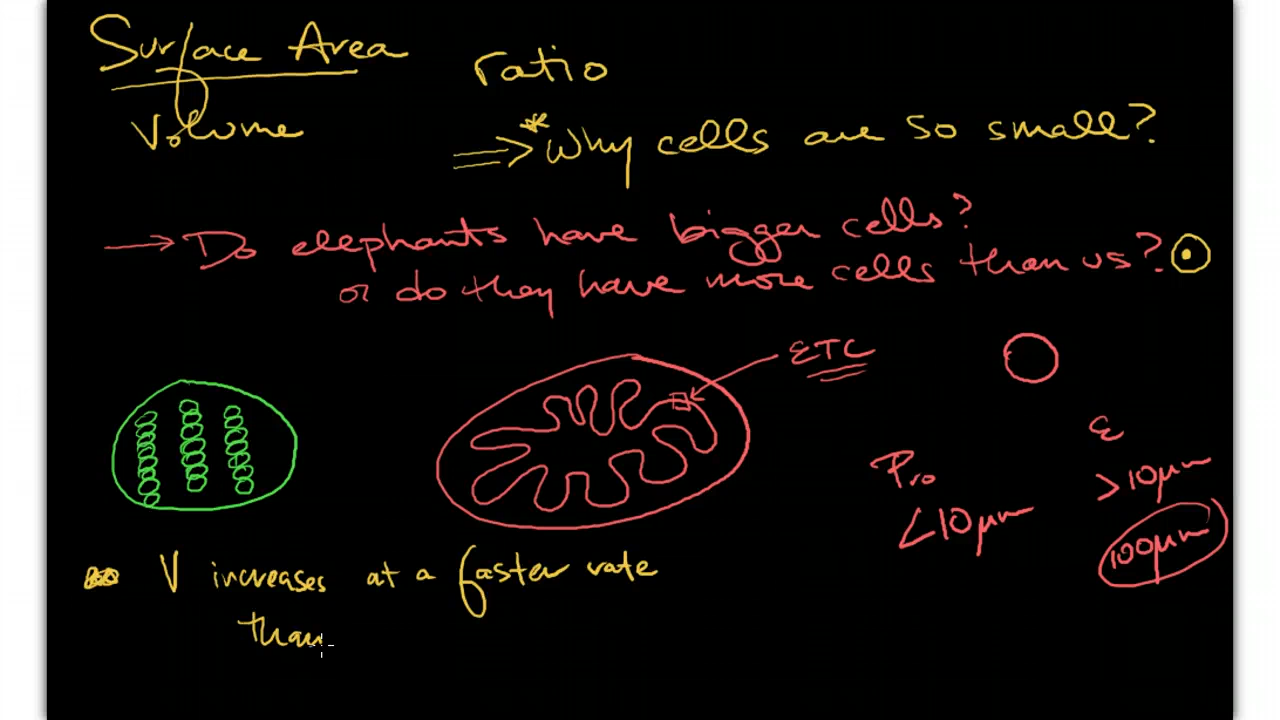 Surface Area
ratio
Volume
Why cells are so small?
Do elephants have bigger cells?
or do they have more cells than us?
ETC
Pro
<10μm
ε
>10μm
100μm
V increases at a faster rate
than